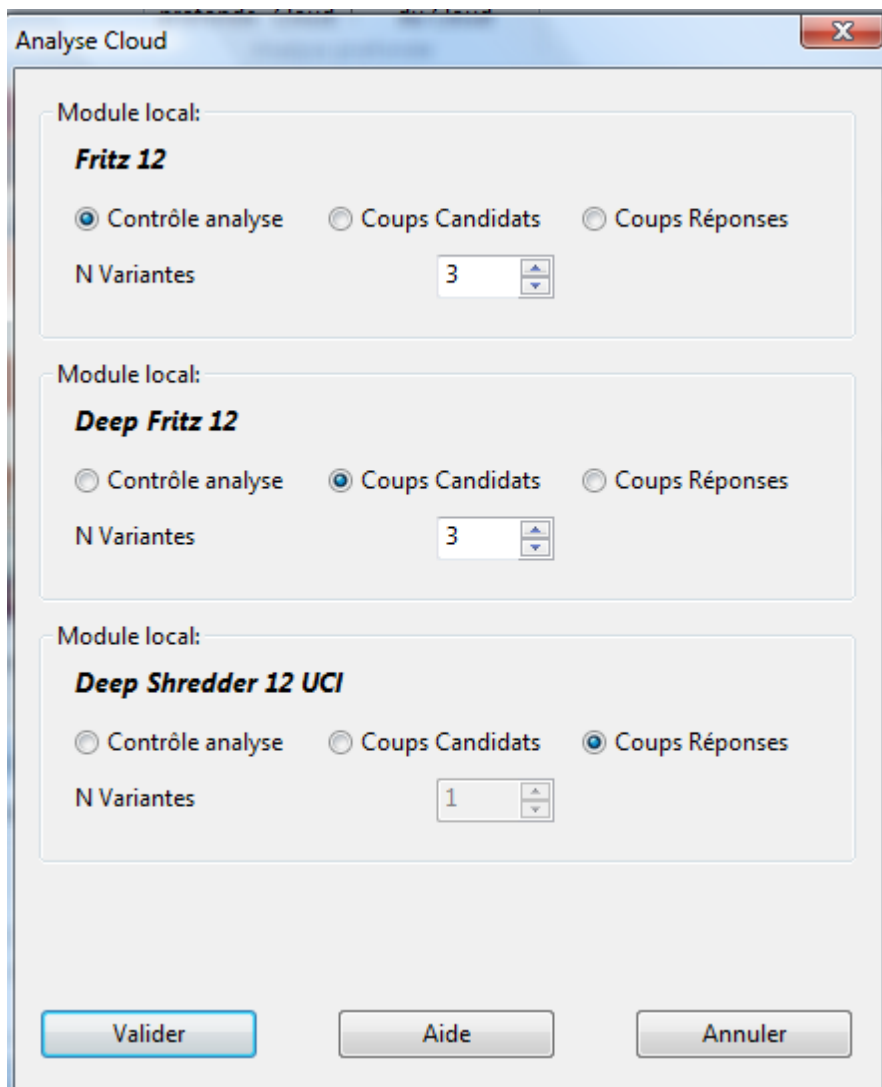 Analyse Cloud
Module local:
Fritz 12
Contrôle analyse Coups Candidats Coups Réponses
N Variantes 3
Module local:
Deep Fritz 12
Contrôle analyse Coups Candidats Coups Réponses
N Variantes 3
Module local:
Deep Shredder 12 UCI
Contrôle analyse Coups Candidats Coups Réponses
N Variantes 1
Valider Aide Annuler